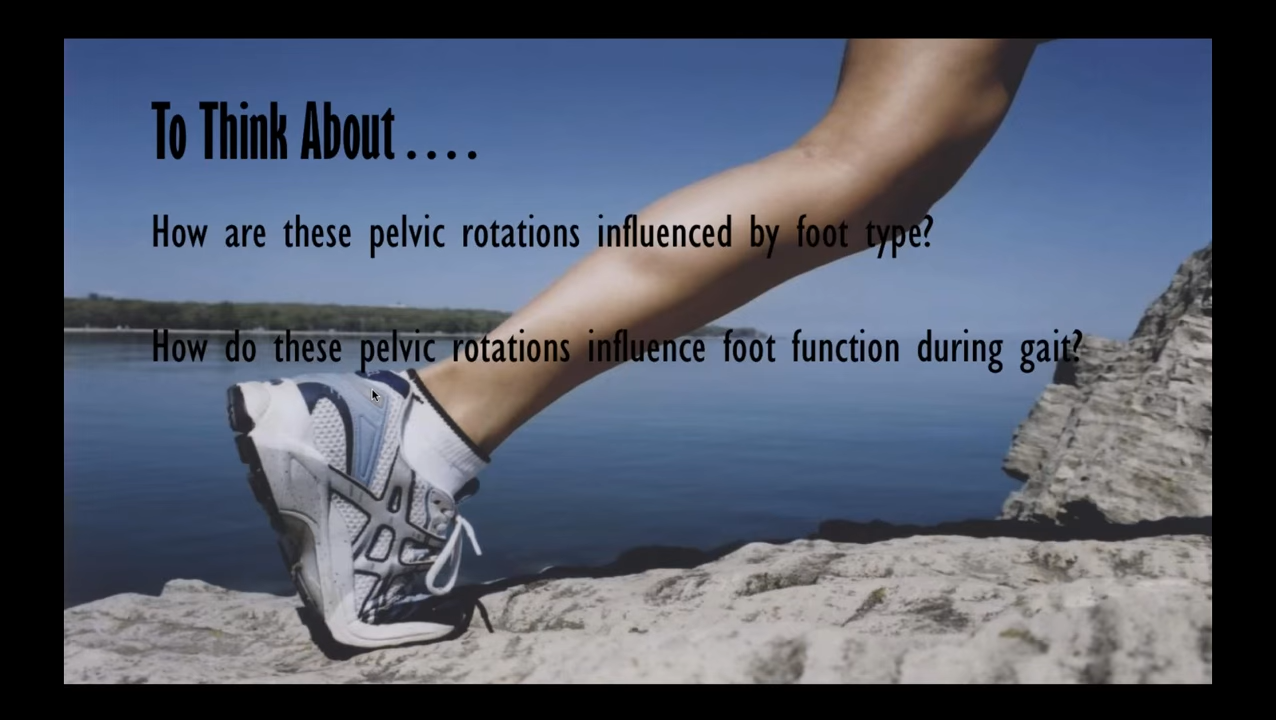 To Think About . . . .
How are these pelvic rotations influenced by foot type?
How do these pelvic rotations influence foot function during gait?